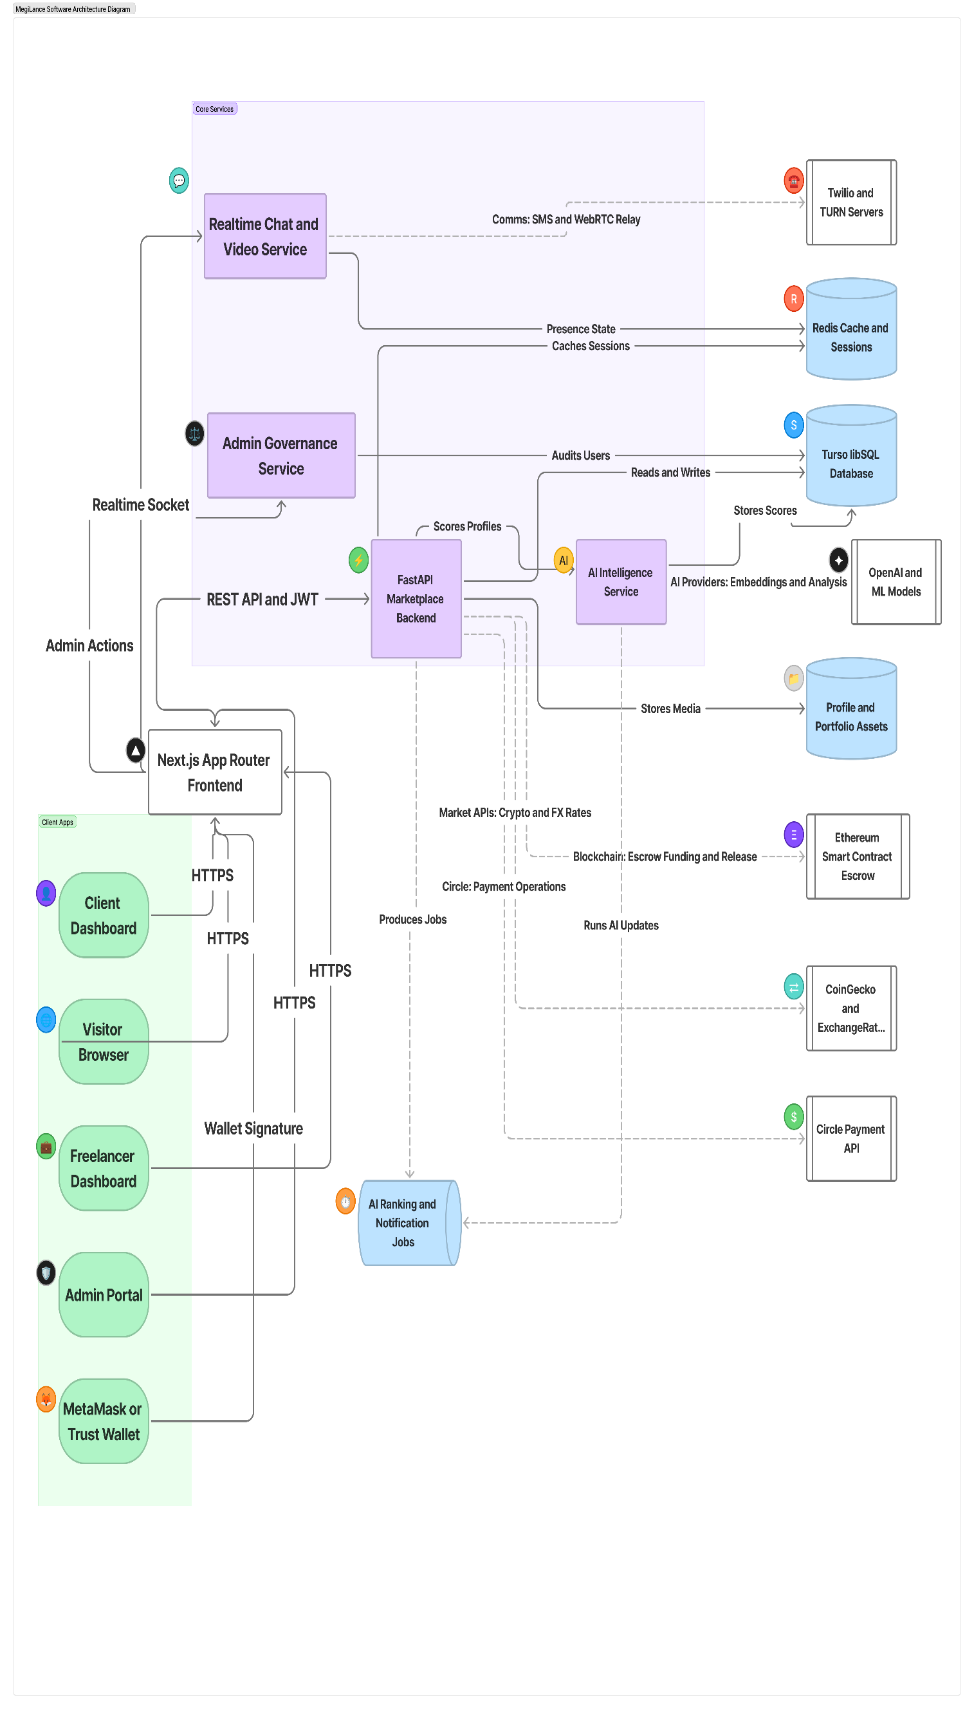 MegiLance Software Architecture Diagram
Core Services
Realtime Chat and
Video Service
Comms: SMS and WebRTC Relay
Twilio and
TURN Servers
R
Redis Cache and
Sessions
Presence State
Caches Sessions
Admin Governance
Service
Audits Users
Reads and Writes
S
Turso libSQL
Database
Realtime Socket
Stores Scores
Scores Profiles
FastAPI
Marketplace
Backend
AI
AI Intelligence
Service
AI Providers: Embeddings and Analysis
OpenAI and
ML Models
REST API and JWT
Admin Actions
Stores Media
Profile and
Portfolio Assets
Next.js App Router
Frontend
Client Apps
Market APIs: Crypto and FX Rates
Blockchain: Escrow Funding and Release
Ethereum
Smart Contract
Escrow
Circle: Payment Operations
HTTPS
Client
Dashboard
Produces Jobs
Runs AI Updates
HTTPS
HTTPS
HTTPS
CoinGecko
and
ExchangeRat...
Visitor
Browser
Wallet Signature
$
Circle Payment
API
Freelancer
Dashboard
AI Ranking and
Notification
Jobs
Admin Portal
MetaMask or
Trust Wallet